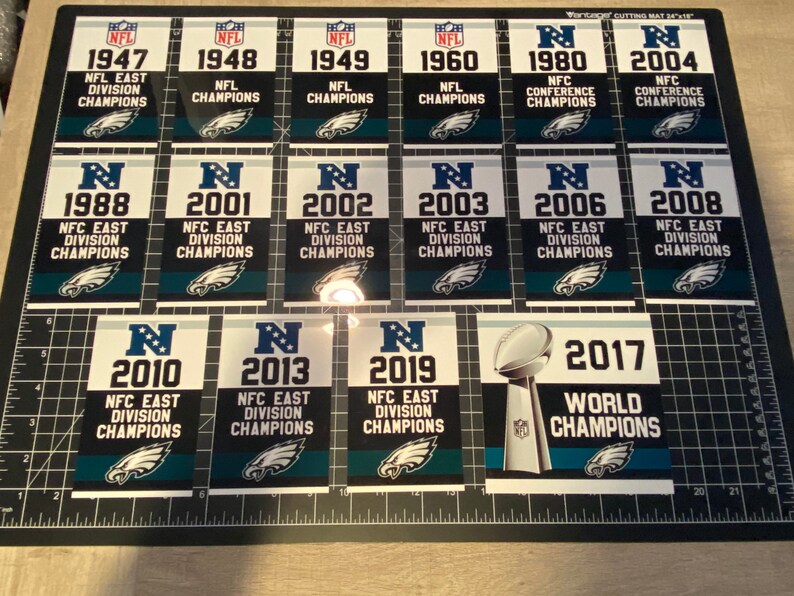 Vantage CUTTING MAT 24"x18"
NFL
1947
NFL EAST
DIVISION
CHAMPIONS
NFL
1948
NFL
CHAMPIONS
NFL
1949
NFL
CHAMPIONS
NFL
1960
NFL
CHAMPIONS
N
1980
NFC
CONFERENCE
CHAMPIONS
N
2004
NFC
CONFERENCE
CHAMPIONS
N
1988
NFC EAST
DIVISION
CHAMPIONS
N
2001
NFC EAST
DIVISION
CHAMPIONS
N
2002
NFC EAST
DIVISION
CHAMPIONS
N
2003
NFC EAST
DIVISION
CHAMPIONS
N
2006
NFC EAST
DIVISION
CHAMPIONS
N
2008
NFC EAST
DIVISION
CHAMPIONS
N
2010
NFC EAST
DIVISION
CHAMPIONS
N
2013
NFC EAST
DIVISION
CHAMPIONS
N
2019
NFC EAST
DIVISION
CHAMPIONS
2017
WORLD
CHAMPIONS
NFL